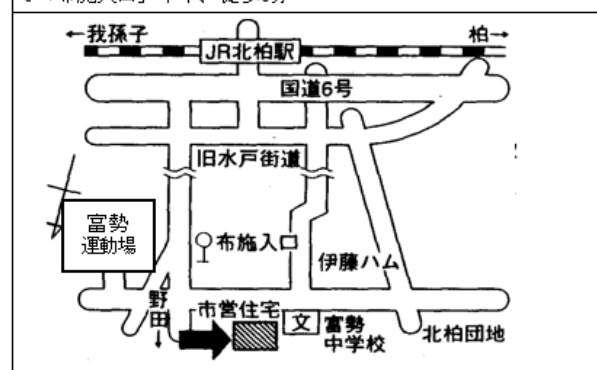 ←我孫子
柏→
JR北柏駅
国道6号
旧水戸街道
富勢
運動場
布施入口
伊藤ハム
野田↓
市営住宅
文
富勢
中学校
北柏団地